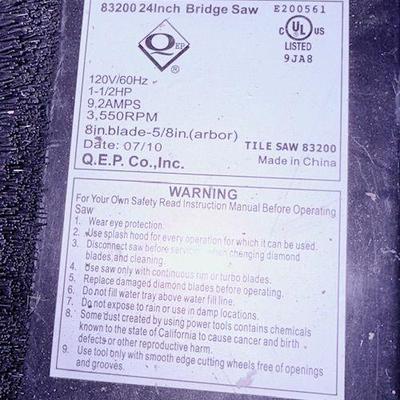 83200 24Inch Bridge Saw
E200561
Q
EP
®
C UL US
LISTED
9JA8
120V/60Hz
1-1/2HP
9.2AMPS
3,550RPM
8in.blade-5/8in.(arbor)
Date: 07/10
TILE SAW 83200
Q.E.P. Co.,Inc.
Made in China
WARNING
For Your Own Safety Read Instruction Manual Before Operating
Saw
1. Wear eye protection.
2. Use splash hood for every operation for which it can be used.
3. Disconnect saw before servicing, when changing diamond
blades,and cleaning.
4. Use saw only with continuous rim or turbo blades.
5. Replace damaged diamond blades before operating.
6. Do not fill water tray above water fill line.
7. Do not expose to rain or use in damp locations.
8. Some dust created by using power tools contains chemicals
known to the state of California to cause cancer and birth
defects or other reproductive harm.
9. Use tool only with smooth edge cutting wheels free of openings
and grooves.